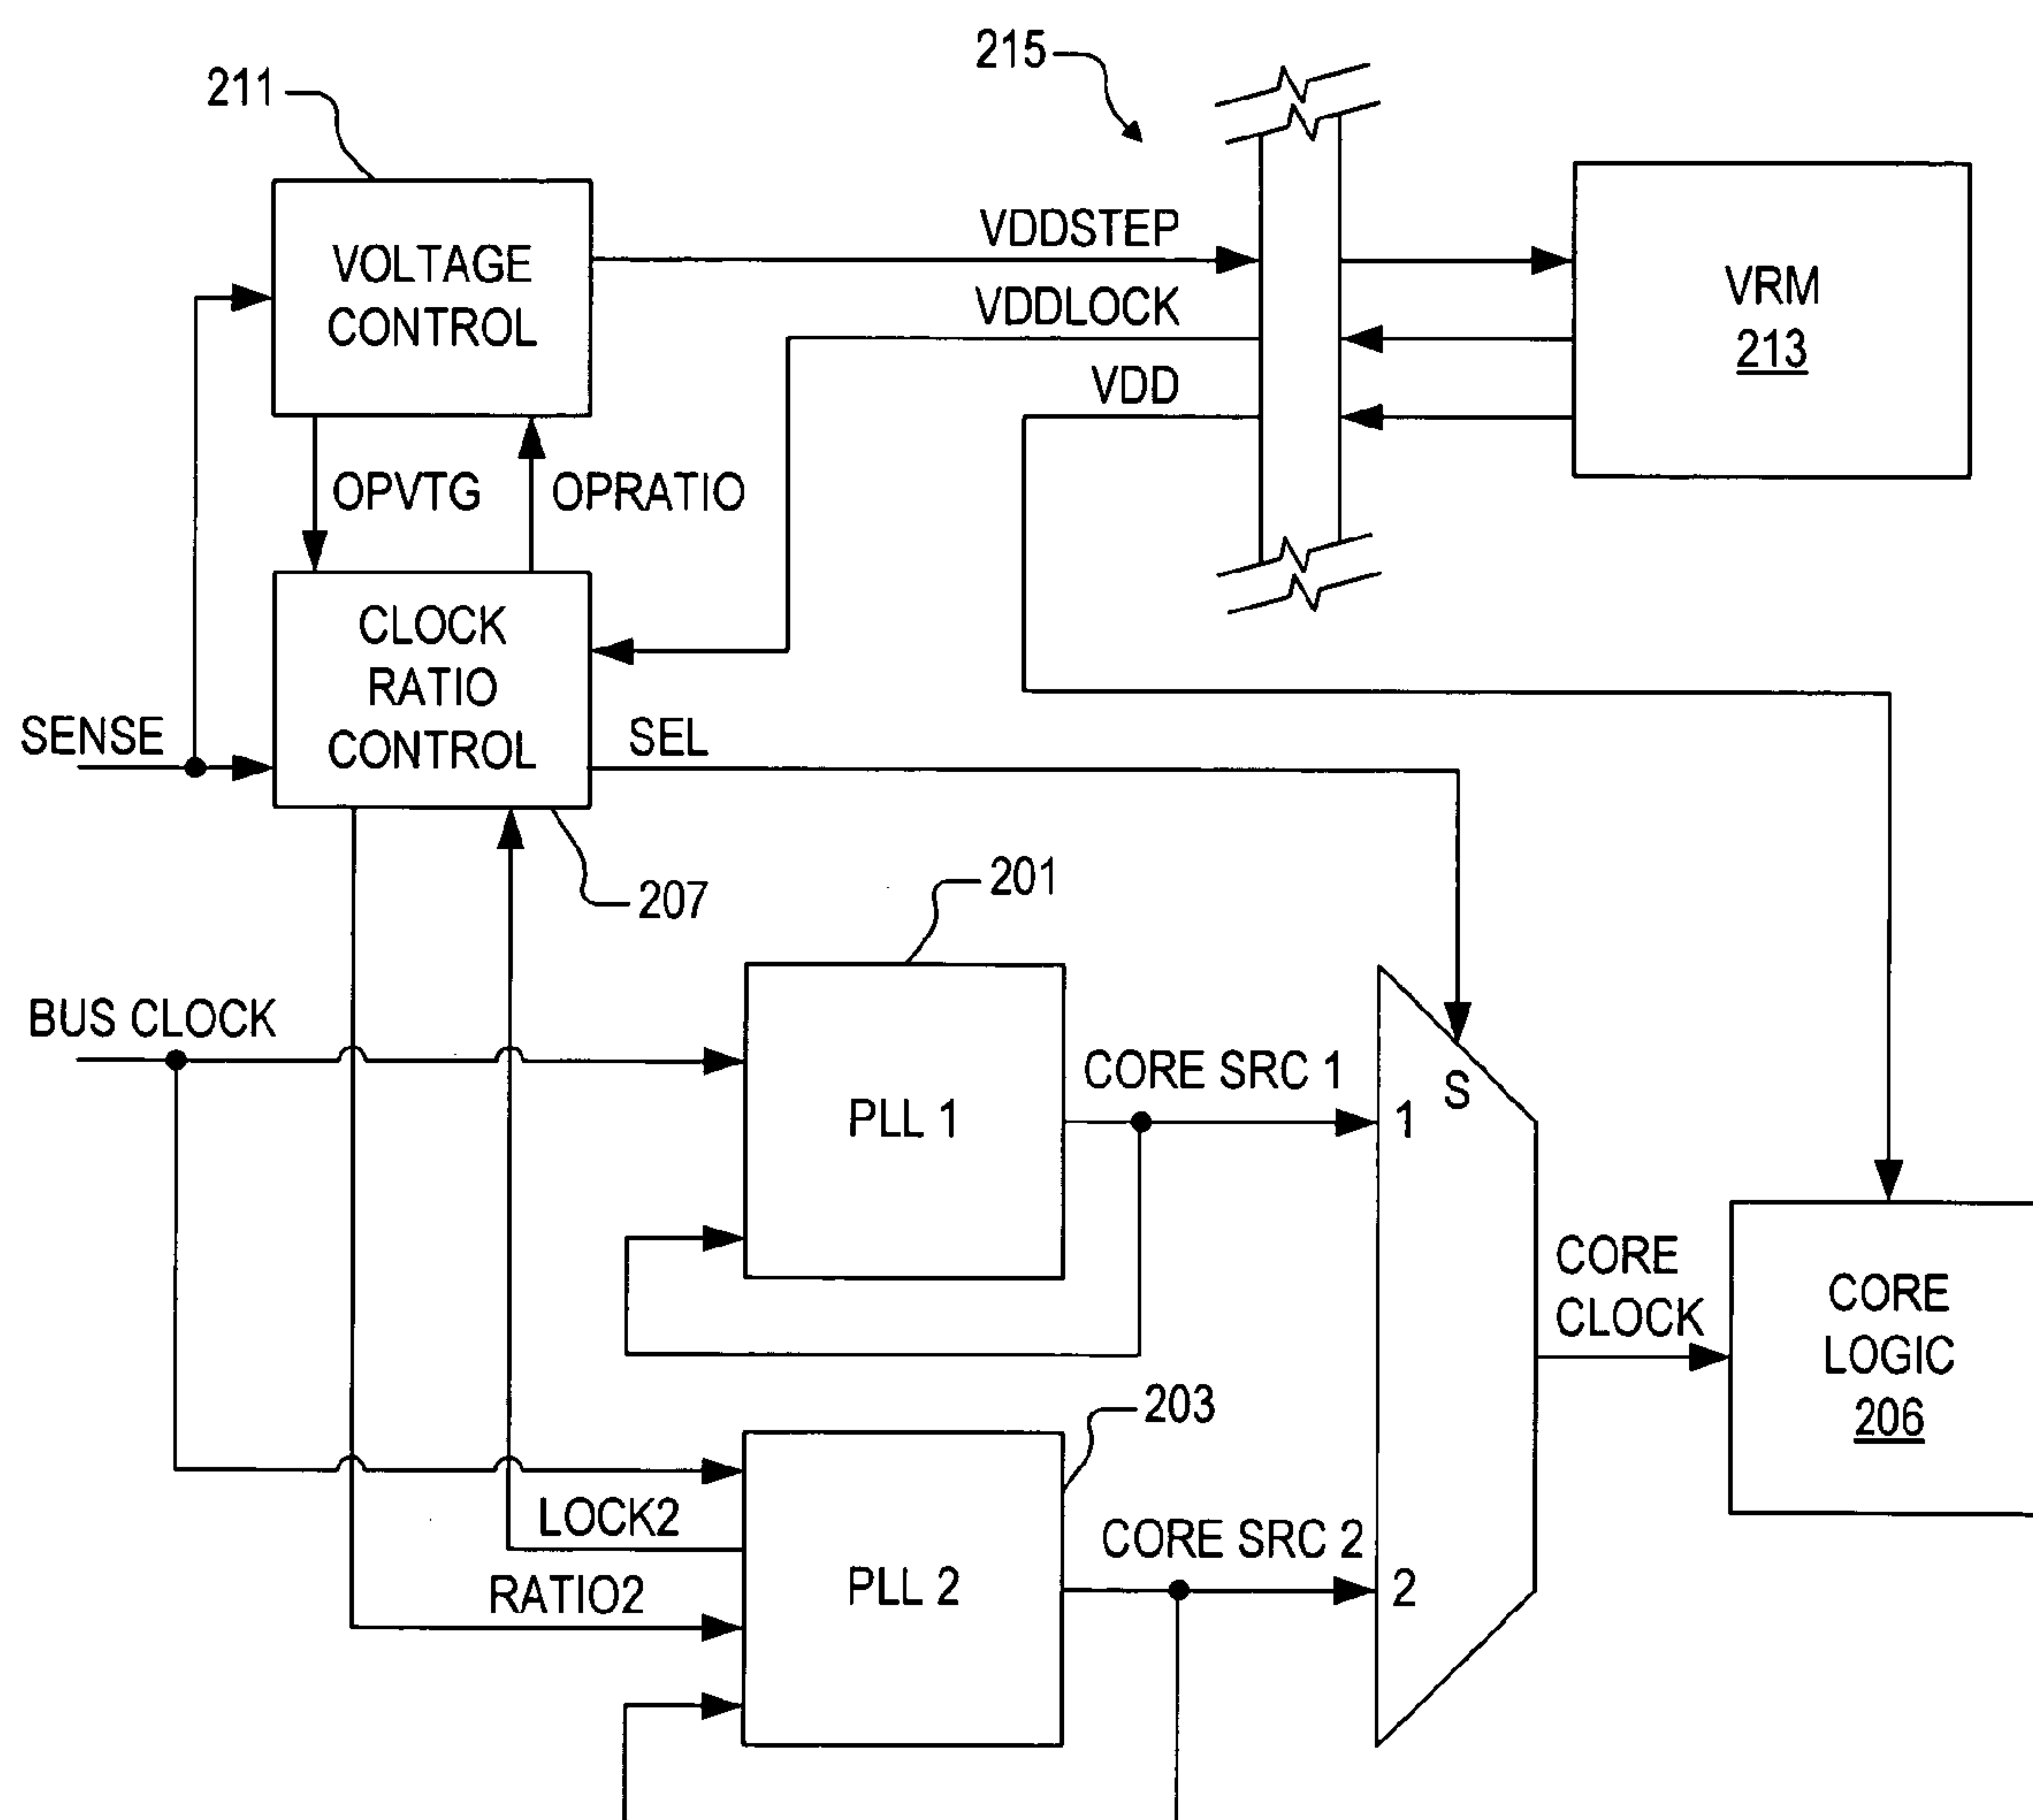 215
211
VOLTAGE
CONTROL
VDDSTEP
VDDLOCK
VDD
VRM
213
OPVTG
OPRATIO
CLOCK
RATIO
CONTROL
SENSE
SEL
207
201
BUS CLOCK
PLL 1
CORE SRC 1
S
1
CORE
CLOCK
CORE
LOGIC
206
203
LOCK2
RATIO2
PLL 2
CORE SRC 2
2